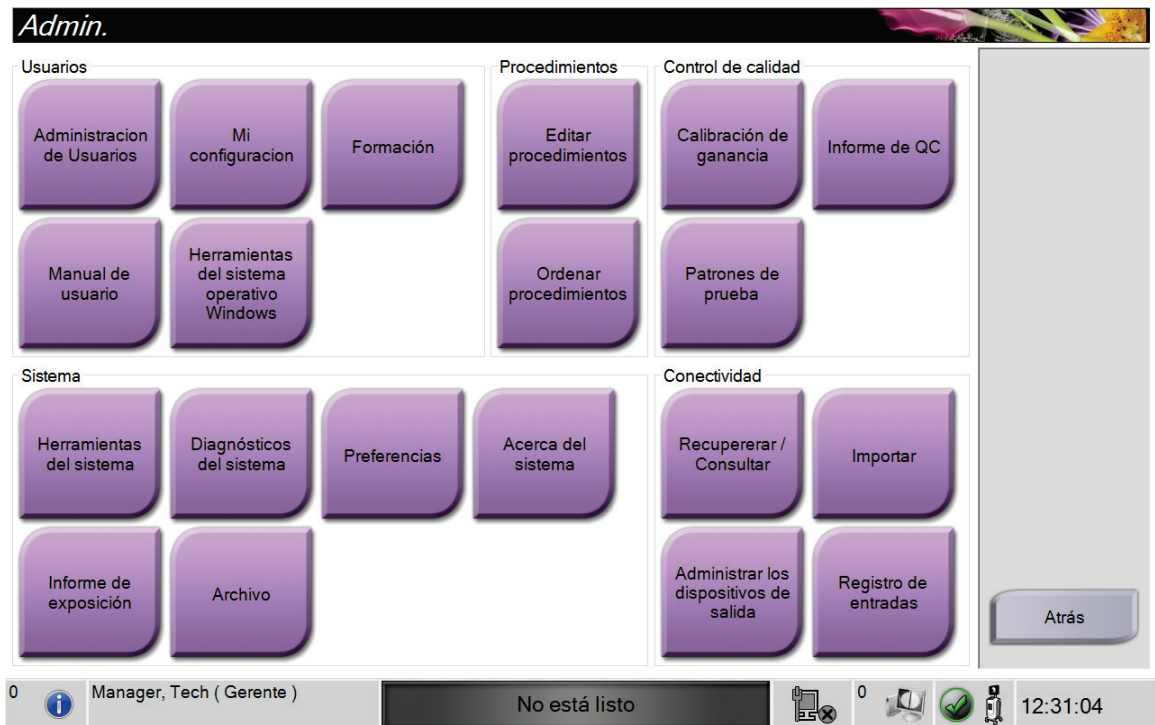 Admin.
Usuarios
Administracion
de Usuarios
Mi
configuracion
Formación
Manual de
usuario
Herramientas
del sistema
operativo
Windows
Procedimientos
Editar
procedimientos
Ordenar
procedimientos
Control de calidad
Calibración de
ganancia
Informe de QC
Patrones de
prueba
Sistema
Herramientas
del sistema
Diagnósticos
del sistema
Preferencias
Acerca del
sistema
Informe de
exposición
Archivo
Conectividad
Recupererar /
Consultar
Importar
Administrar los
dispositivos de
salida
Registro de
entradas
Atrás
0
Manager, Tech ( Gerente )
No está listo
0
12:31:04